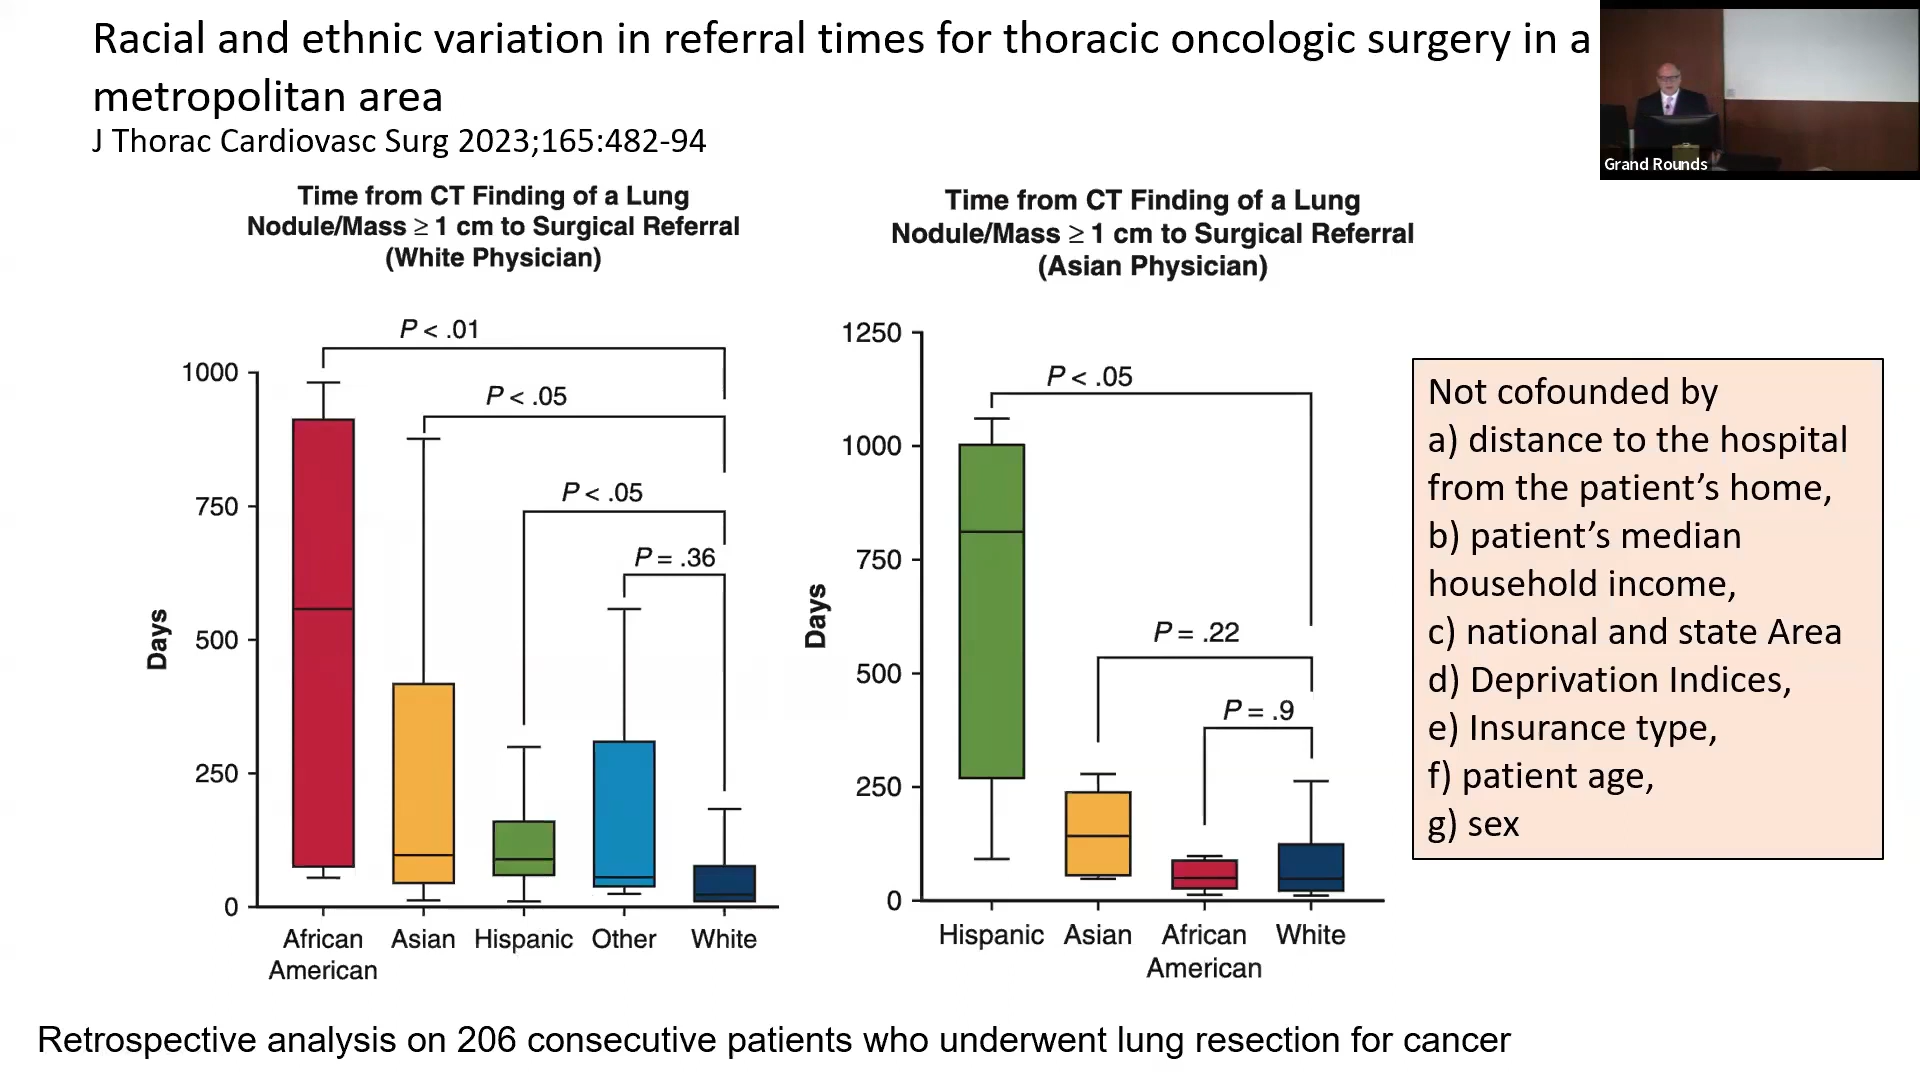 Racial and ethnic variation in referral times for thoracic oncologic surgery in a
metropolitan area
J Thorac Cardiovasc Surg 2023;165:482-94
Grand Rounds
Time from CT Finding of a Lung
Nodule/Mass ≥ 1 cm to Surgical Referral
(White Physician)
P < .01
P < .05
P < .05
P = .36
1000
750
500
250
0
Days
African
American
Asian
Hispanic
Other
White
Time from CT Finding of a Lung
Nodule/Mass ≥ 1 cm to Surgical Referral
(Asian Physician)
P < .05
P = .22
P = .9
1250
1000
750
500
250
0
Days
Hispanic
Asian
African
American
White
Not cofounded by
a) distance to the hospital
from the patient’s home,
b) patient’s median
household income,
c) national and state Area
d) Deprivation Indices,
e) Insurance type,
f) patient age,
g) sex
Retrospective analysis on 206 consecutive patients who underwent lung resection for cancer